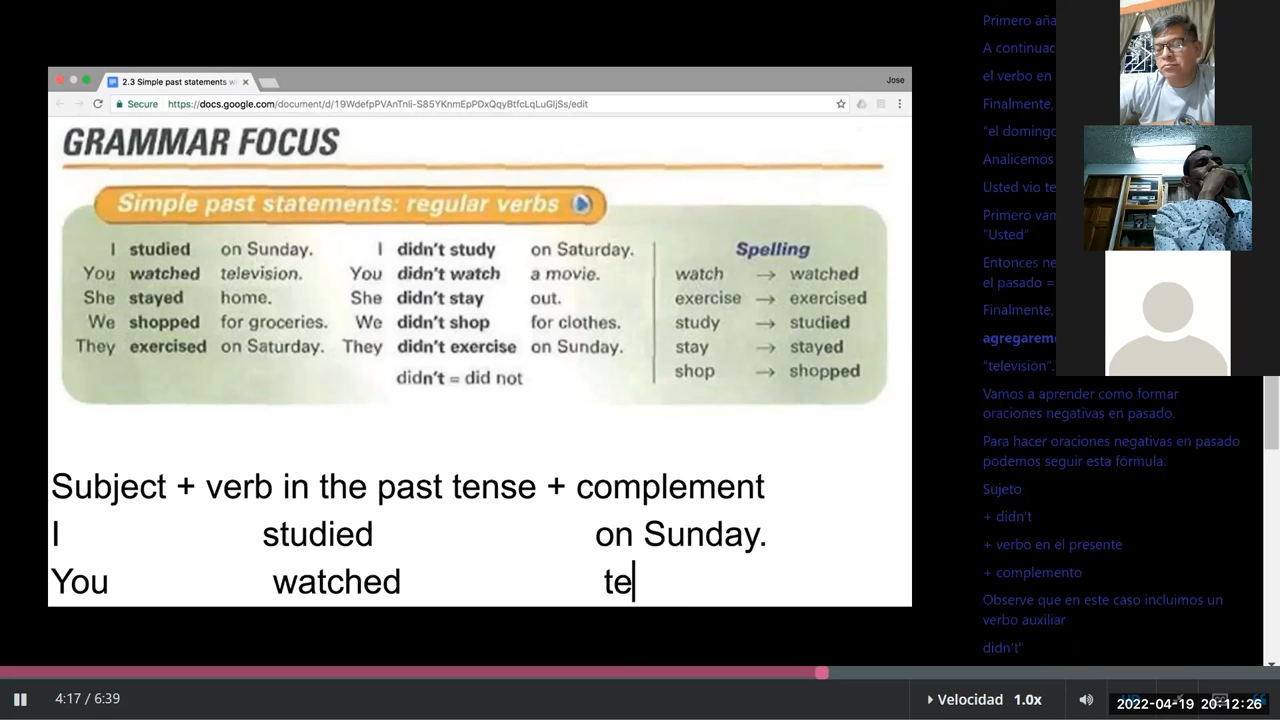 2.3 Simple past statements w
Jose
Secure https://docs.google.com/document/d/19WdefpPVAnTnli-S85YKnmEpPDxQqyBtfcLqLuGljSs/edit
GRAMMAR FOCUS
Simple past statements: regular verbs
I studied on Sunday. I didn't study on Saturday.
You watched television. You didn't watch a movie.
She stayed home. She didn't stay out.
We shopped for groceries. We didn't shop for clothes.
They exercised on Saturday. They didn't exercise on Sunday.
didn't = did not
Spelling
watch → watched
exercise → exercised
study → studied
stay → stayed
shop → shopped
Subject + verb in the past tense + complement
I studied on Sunday.
You watched te
Primero aña
A continuac
el verbo en
Finalmente,
"el domingo
Analicemos
Usted vio te
Primero vam
"Usted"
Entonces ne
el pasado =
Finalmente,
agregarem
"televisión".
Vamos a aprender como formar
oraciones negativas en pasado.
Para hacer oraciones negativas en pasado
podemos seguir esta fórmula:
Sujeto
+ didn't
+ verbo en el presente
+ complemento
Observe que en este caso incluimos un
verbo auxiliar
didn't"
4:17 / 6:39
Velocidad 1.0x
2022-04-19 20:12:26